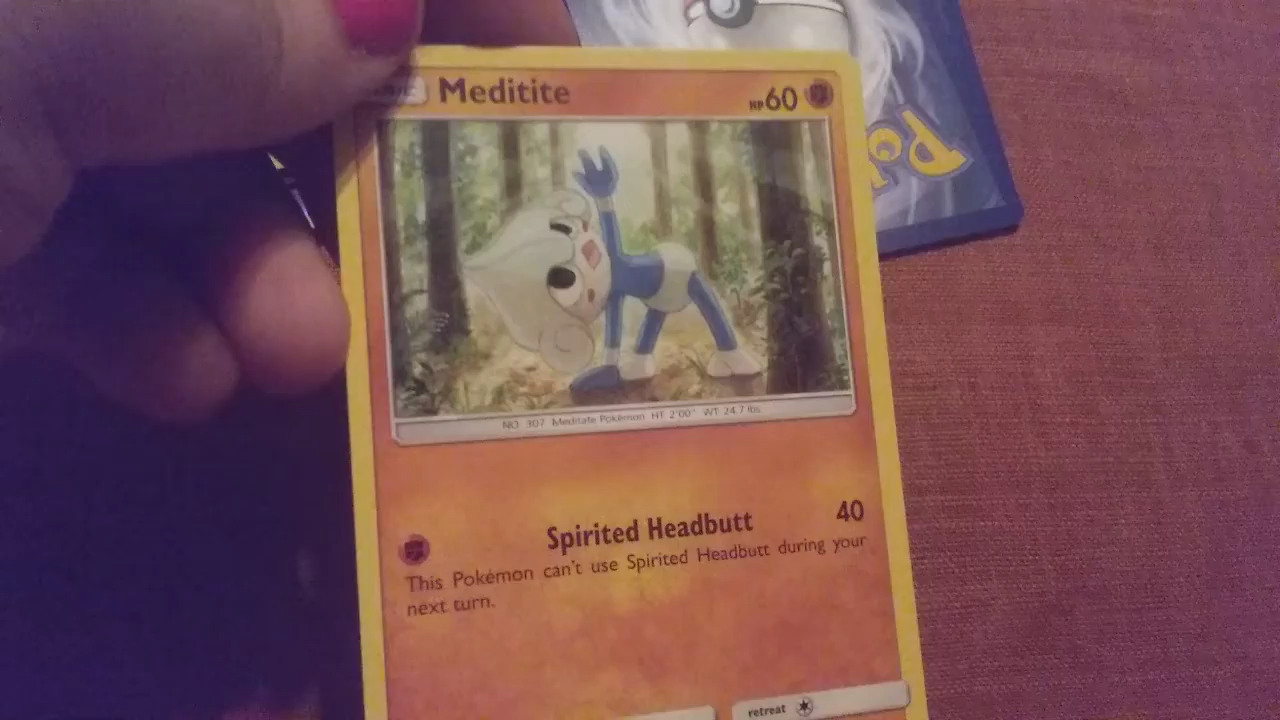 Meditite HP60
NO. 307 Meditate Pokémon HT 2'00" WT 24.7 lbs.
Spirited Headbutt 40
This Pokémon can't use Spirited Headbutt during your
next turn.
retreat